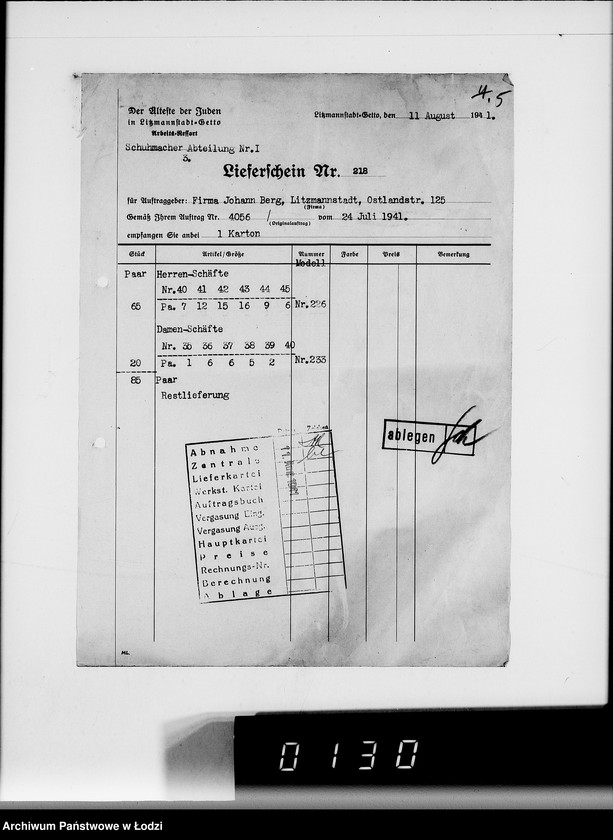 4.5
Der Älteste der Juden
in Litzmannstadt-Getto
Arbeits-Ressort
Litzmannstadt-Getto, den 11 August 1941.
Schuhmacher Abteilung Nr.I
3.
Lieferschein Nr. 218
für Auftraggeber: Firma Johann Berg, Litzmannstadt, Ostlandstr. 125
(Firma)
Gemäß Ihrem Auftrag Nr. 4056 / vom 24 Juli 1941.
(Originalauftrag)
empfangen Sie anbei 1 Karton
Stück Artikel/Größe Nummer Farbe Preis Bemerkung
Modell
Paar Herren-Schäfte
Nr.40 41 42 43 44 45
65 Pa. 7 12 15 16 9 6 Nr.226
Damen-Schäfte
Nr. 35 36 37 38 39 40
20 Pa. 1 6 6 5 2 Nr.233
85 Paar
Restlieferung
ablegen
Abnahme
Zentrale
Lieferkartei
Werkst. Kartei
Auftragsbuch
Vergasung Eing.
Vergasung Ausg.
Hauptkartei
Preise
Rechnungs-Nr.
Berechnung
Ablage
ML.
0130
Archiwum Państwowe w Łodzi